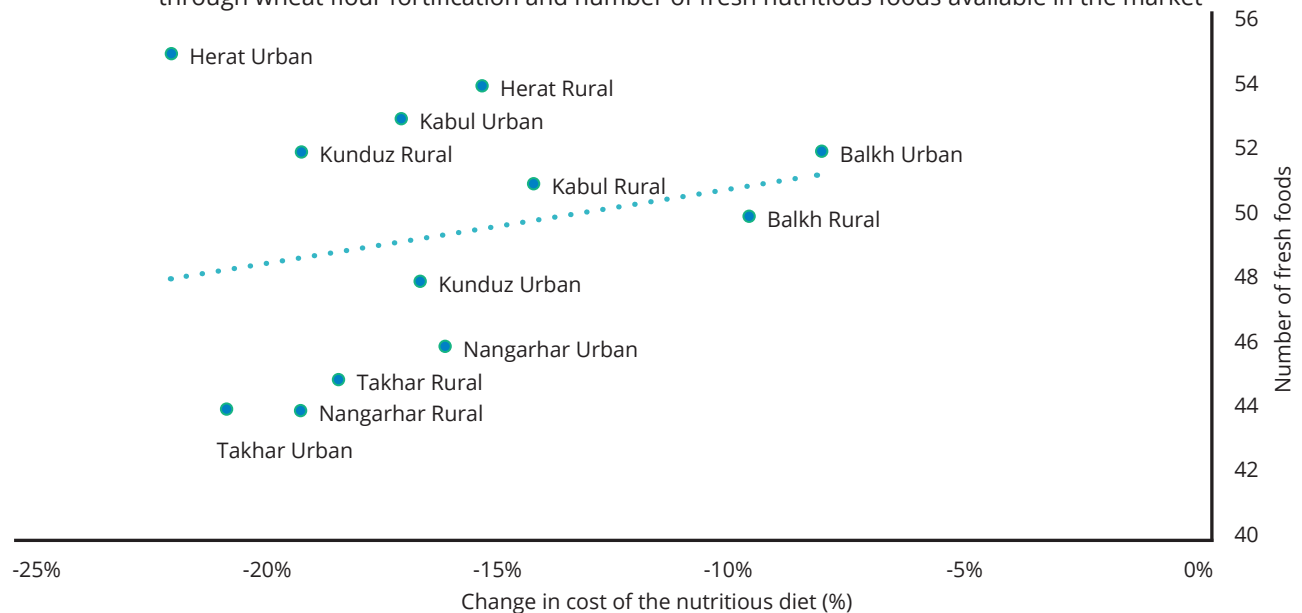 through wheat flour fortification and number of fresh nutritious foods available in the market
56
Herat Urban
54
Herat Rural
Kabul Urban
52
Kunduz Rural
Balkh Urban
Kabul Rural
50
Balkh Rural
48
Kunduz Urban
46
Nangarhar Urban
Takhar Rural
44
Nangarhar Rural
Takhar Urban
42
40
Number of fresh foods
-25% -20% -15% -10% -5% 0%
Change in cost of the nutritious diet (%)